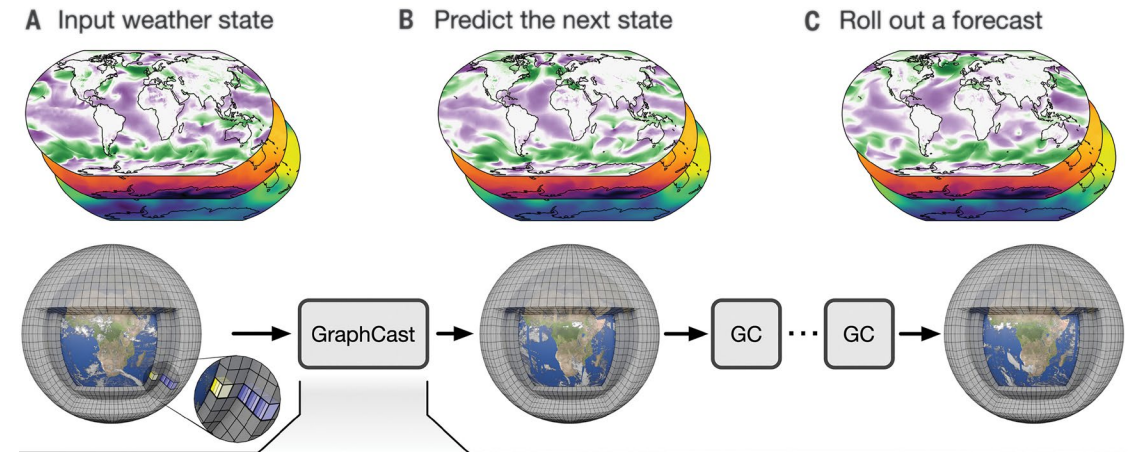 A Input weather state
B Predict the next state
C Roll out a forecast
GraphCast
GC ··· GC